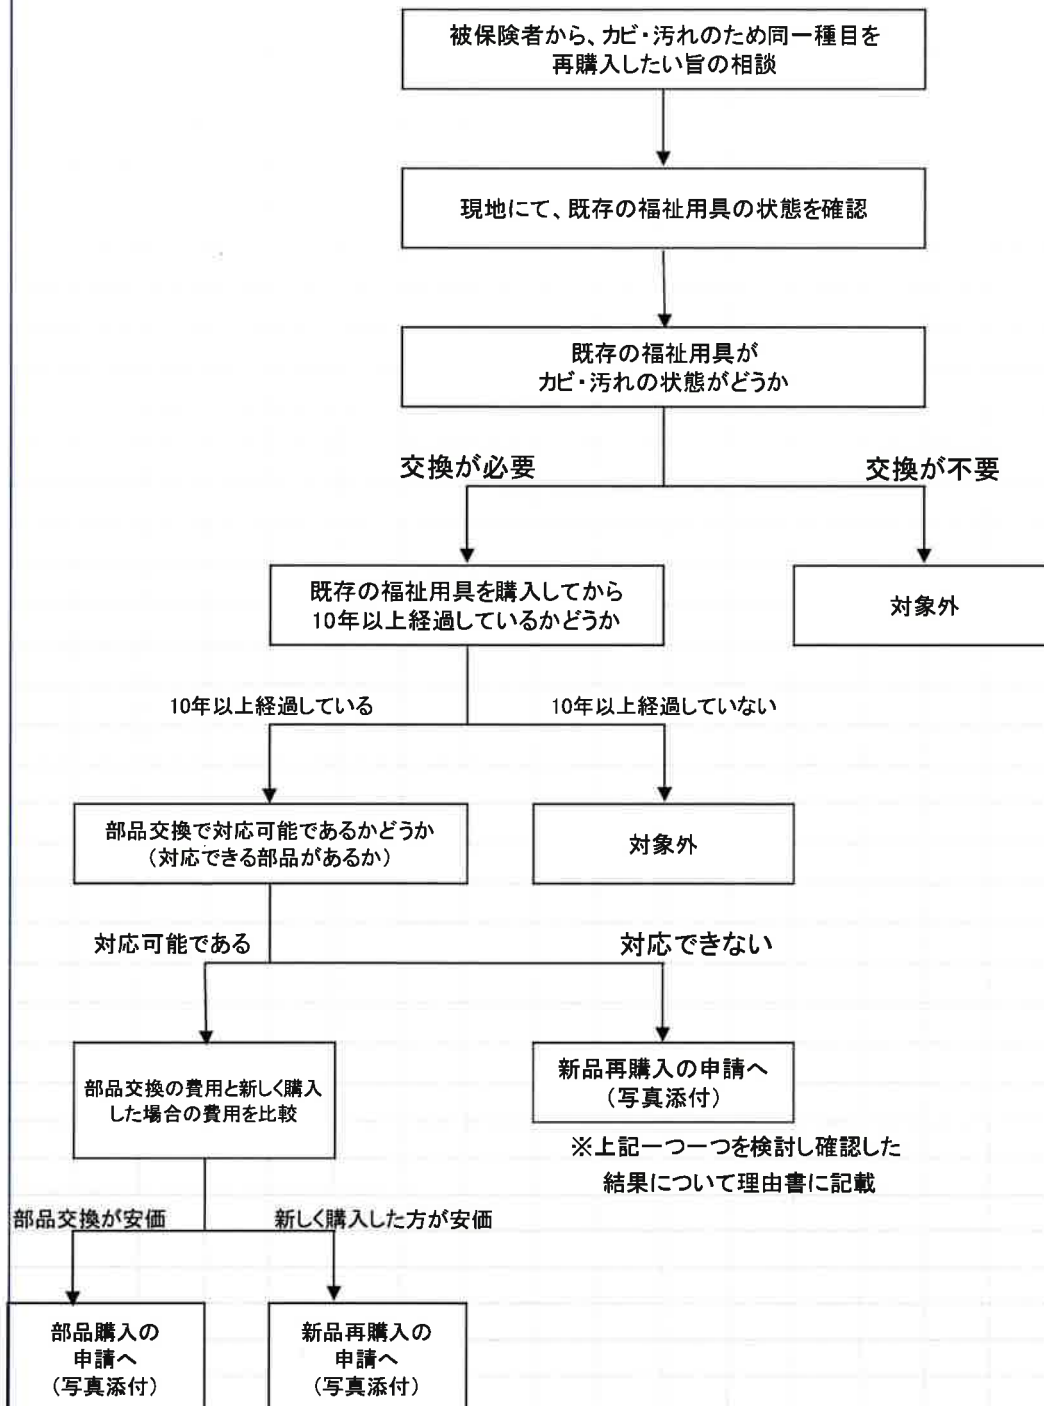 被保険者から、カビ・汚れのため同一種目を
再購入したい旨の相談
現地にて、既存の福祉用具の状態を確認
既存の福祉用具が
カビ・汚れの状態がどうか
交換が必要
交換が不要
既存の福祉用具を購入してから
10年以上経過しているかどうか
対象外
10年以上経過している
10年以上経過していない
部品交換で対応可能であるかどうか
（対応できる部品があるか）
対象外
対応可能である
対応できない
部品交換の費用と新しく購入
した場合の費用を比較
新品再購入の申請へ
（写真添付）
※上記一つ一つを検討し確認した
結果について理由書に記載
部品交換が安価
新しく購入した方が安価
部品購入の
申請へ
（写真添付）
新品再購入の
申請へ
（写真添付）